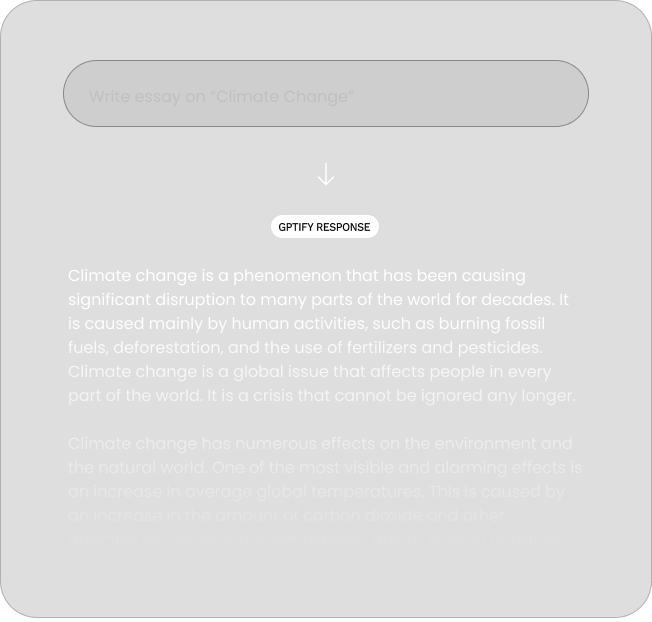 Write essay on “Climate Change”
GPTIFY RESPONSE
Climate change is a phenomenon that has been causing
significant disruption to many parts of the world for decades. It
is caused mainly by human activities, such as burning fossil
fuels, deforestation, and the use of fertilizers and pesticides.
Climate change is a global issue that affects people in every
part of the world. It is a crisis that cannot be ignored any longer.
Climate change has numerous effects on the environment and
the natural world. One of the most visible and alarming effects is
an increase in average global temperatures. This is caused by
an increase in the amount of carbon dioxide and other